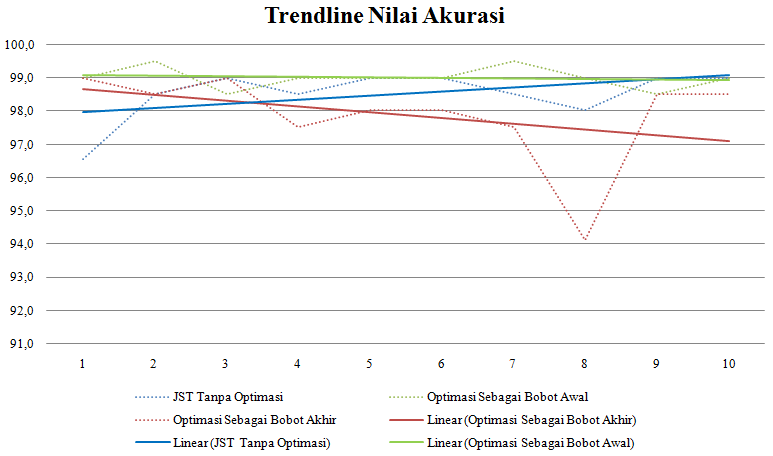 Trendline Nilai Akurasi
100,0
99,0
98,0
97,0
96,0
95,0
94,0
93,0
92,0
91,0
1 2 3 4 5 6 7 8 9 10
JST Tanpa Optimasi Optimasi Sebagai Bobot Awal
Optimasi Sebagai Bobot Akhir Linear (Optimasi Sebagai Bobot Akhir)
Linear (JST Tanpa Optimasi) Linear (Optimasi Sebagai Bobot Awal)